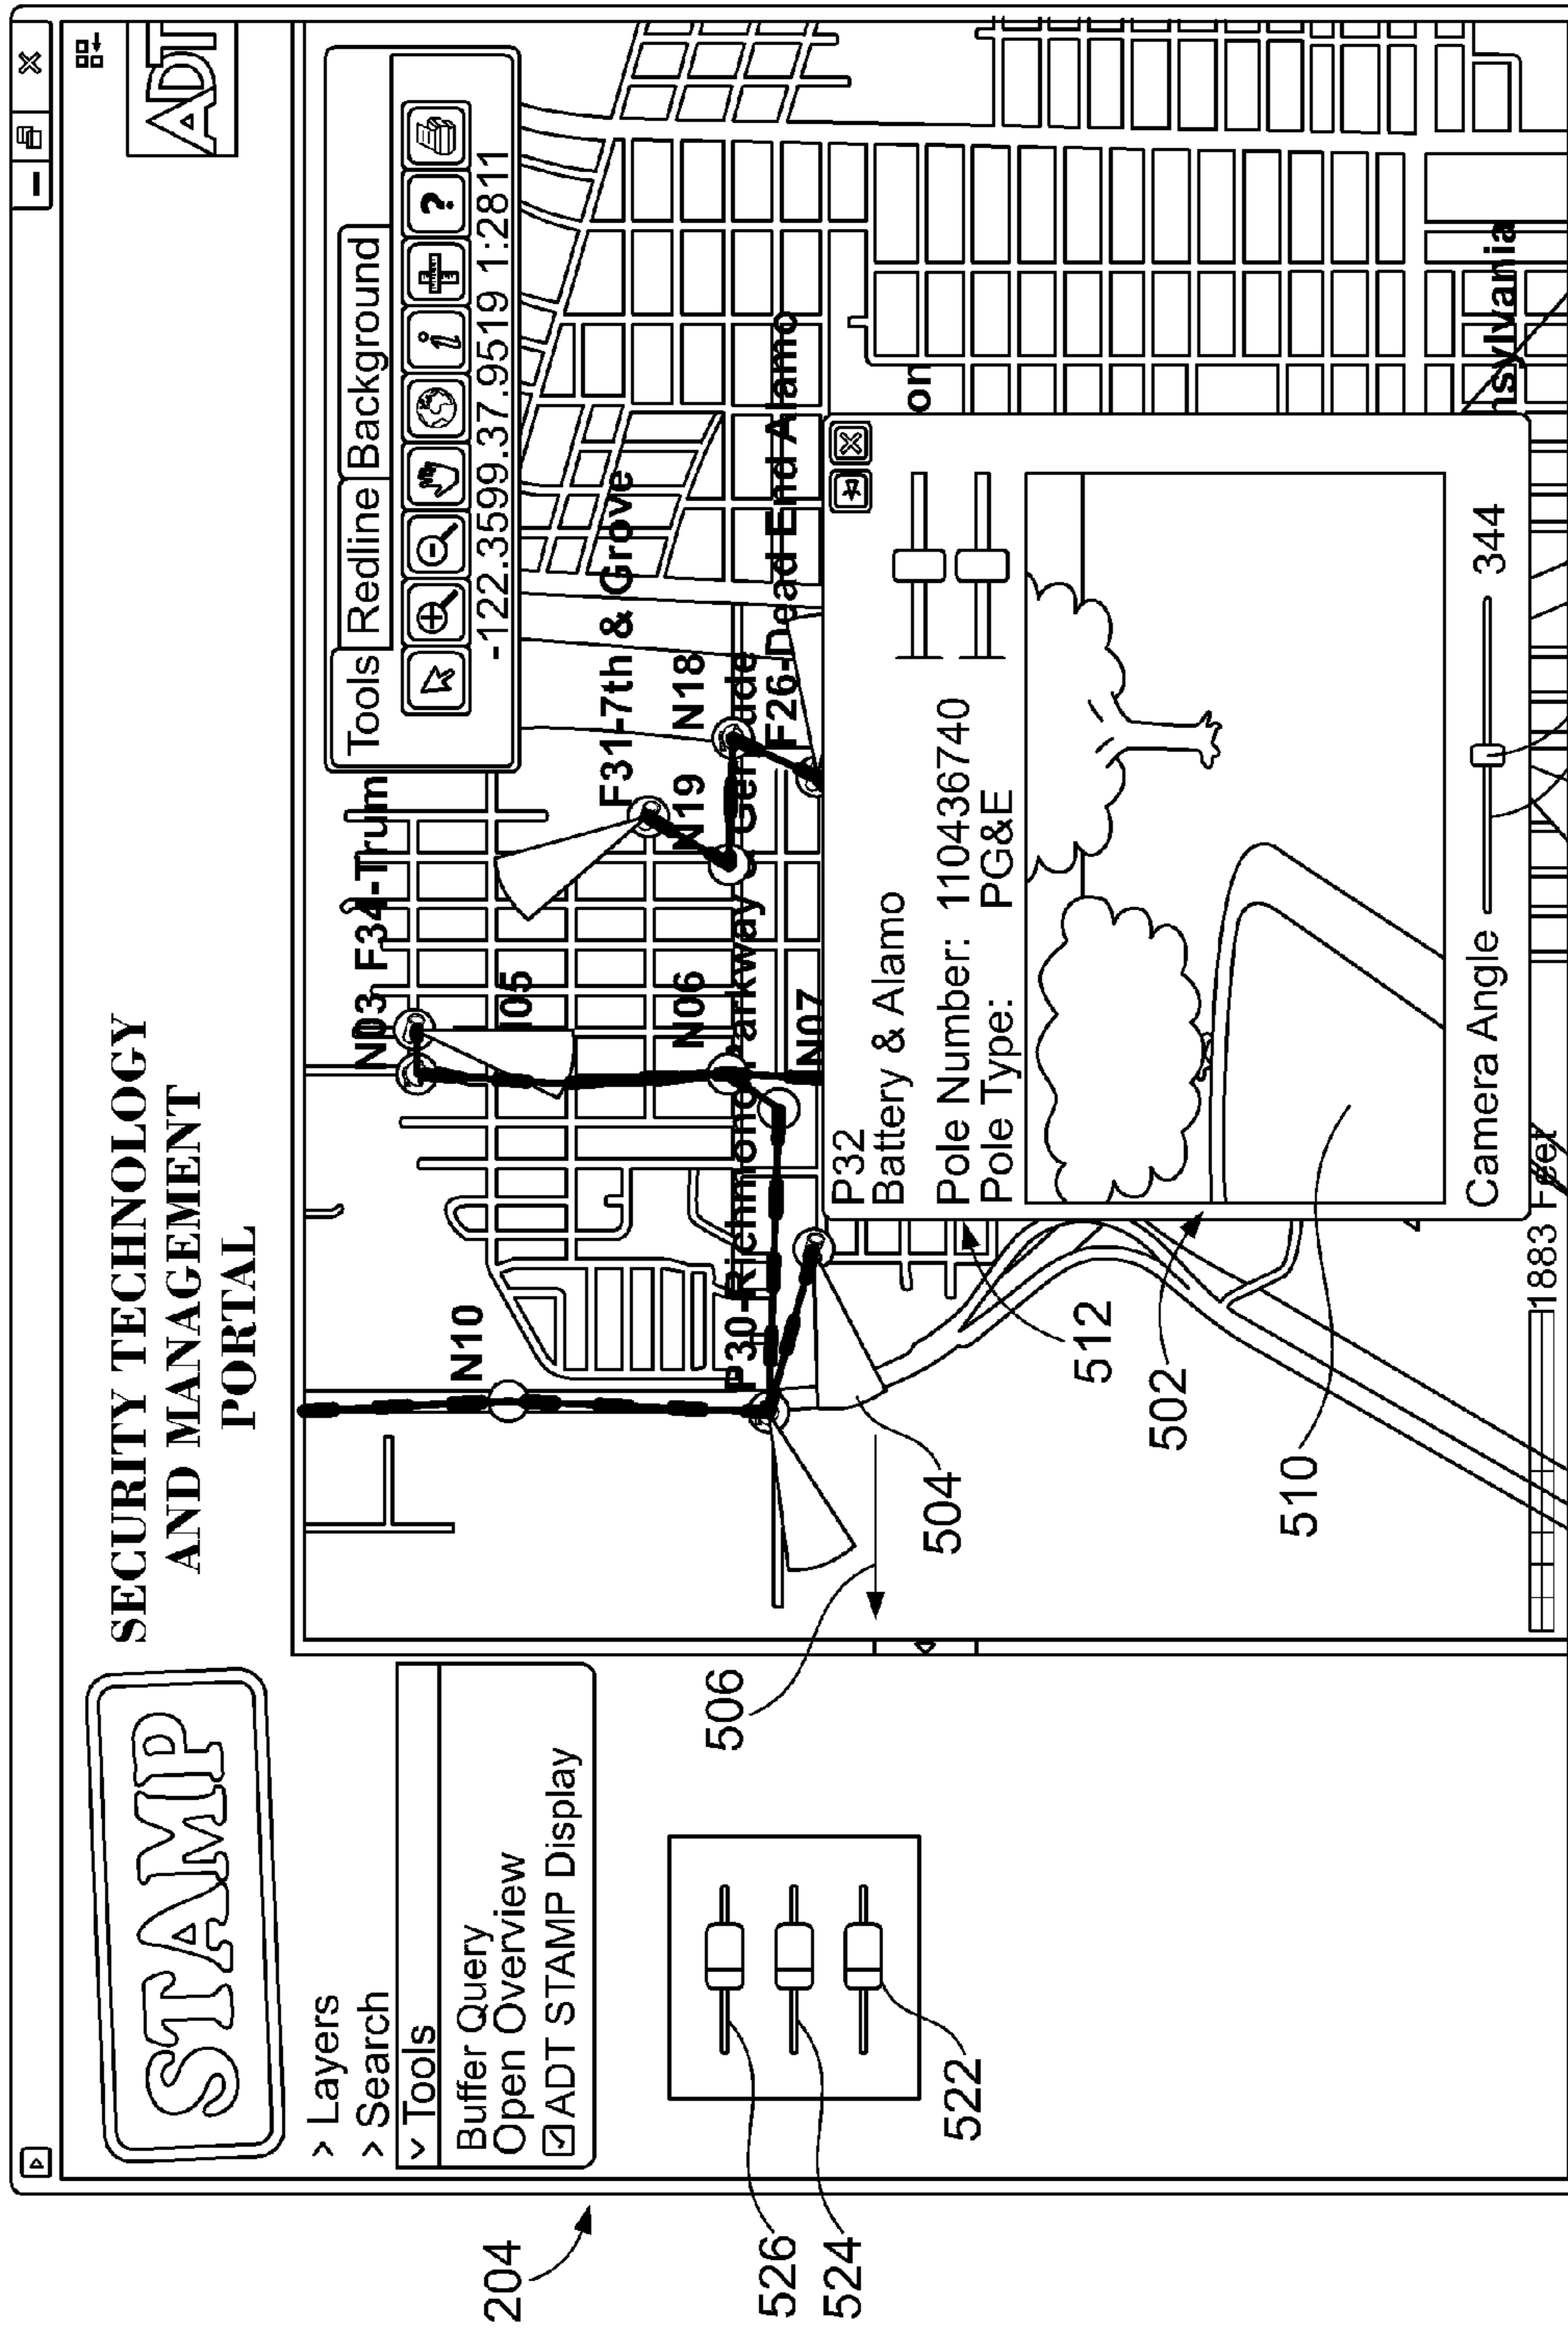 SECURITY TECHNOLOGY
AND MANAGEMENT
PORTAL
STAMP
ADT
> Layers
> Search
Tools
Buffer Query
Open Overview
ADT STAMP Display
Tools Redline Background
-122.3599.37.9519 1:2811
N10
N03 F34-Trum
I05
F31-7th & Grove
N06
N19
N18
P30-Richmond Parkway
F26-Dead End Alamo
N07
on
nsylvania
P32
Battery & Alamo
Pole Number: 110436740
Pole Type: PG&E
Camera Angle 344
1883 Feet
204
526
524
522
506
504
512
502
510